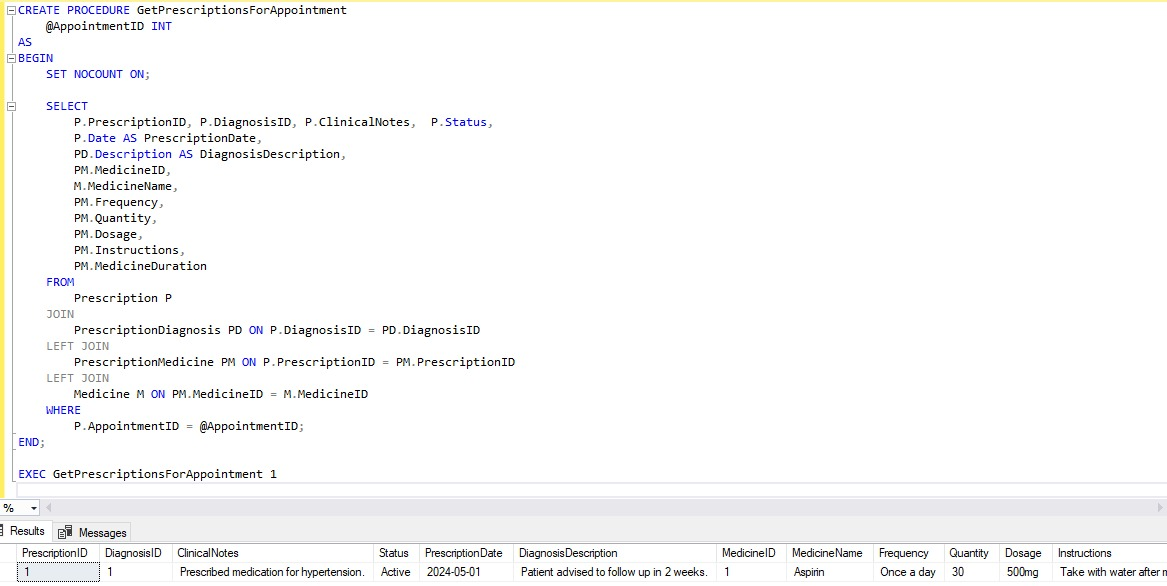 CREATE PROCEDURE GetPrescriptionsForAppointment
@AppointmentID INT
AS
BEGIN
SET NOCOUNT ON;
SELECT
P.PrescriptionID, P.DiagnosisID, P.ClinicalNotes, P.Status,
P.Date AS PrescriptionDate,
PD.Description AS DiagnosisDescription,
PM.MedicineID,
M.MedicineName,
PM.Frequency,
PM.Quantity,
PM.Dosage,
PM.Instructions,
PM.MedicineDuration
FROM
Prescription P
JOIN
PrescriptionDiagnosis PD ON P.DiagnosisID = PD.DiagnosisID
LEFT JOIN
PrescriptionMedicine PM ON P.PrescriptionID = PM.PrescriptionID
LEFT JOIN
Medicine M ON PM.MedicineID = M.MedicineID
WHERE
P.AppointmentID = @AppointmentID;
END;
EXEC GetPrescriptionsForAppointment 1
%
Results Messages
PrescriptionID DiagnosisID ClinicalNotes Status PrescriptionDate DiagnosisDescription MedicineID MedicineName Frequency Quantity Dosage Instructions
1 1 Prescribed medication for hypertension. Active 2024-05-01 Patient advised to follow up in 2 weeks. 1 Aspirin Once a day 30 500mg Take with water after